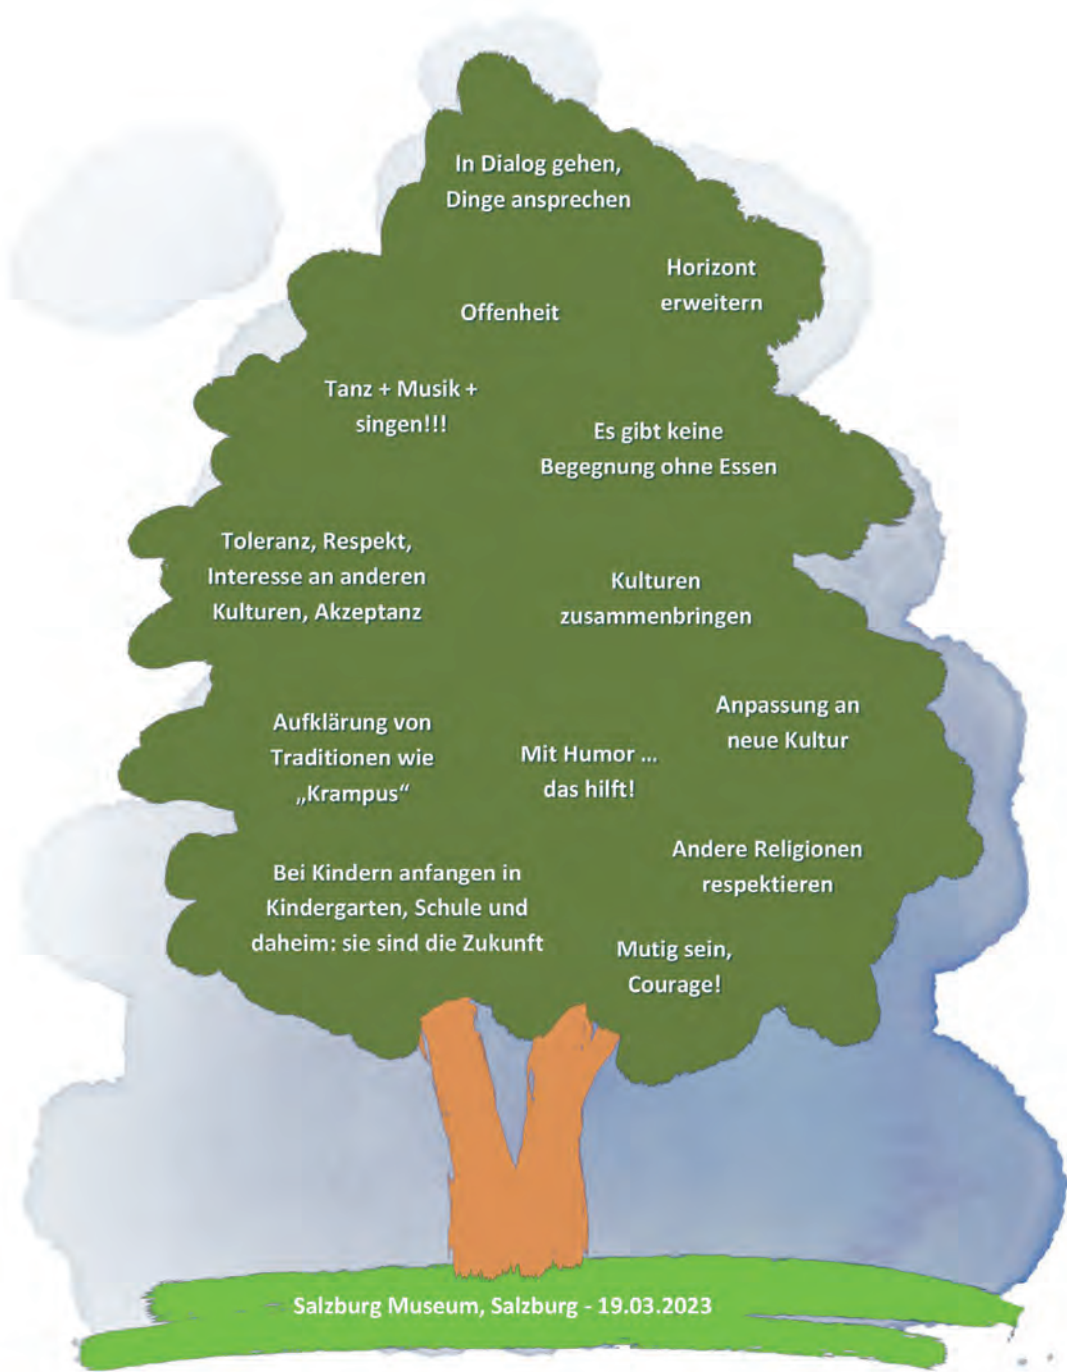 In Dialog gehen,
Dinge ansprechen
Horizont
erweitern
Offenheit
Tanz + Musik +
singen!!!
Es gibt keine
Begegnung ohne Essen
Toleranz, Respekt,
Interesse an anderen
Kulturen, Akzeptanz
Kulturen
zusammenbringen
Anpassung an
neue Kultur
Aufklärung von
Traditionen wie
„Krampus“
Mit Humor ...
das hilft!
Andere Religionen
respektieren
Bei Kindern anfangen in
Kindergarten, Schule und
daheim: sie sind die Zukunft
Mutig sein,
Courage!
Salzburg Museum, Salzburg - 19.03.2023